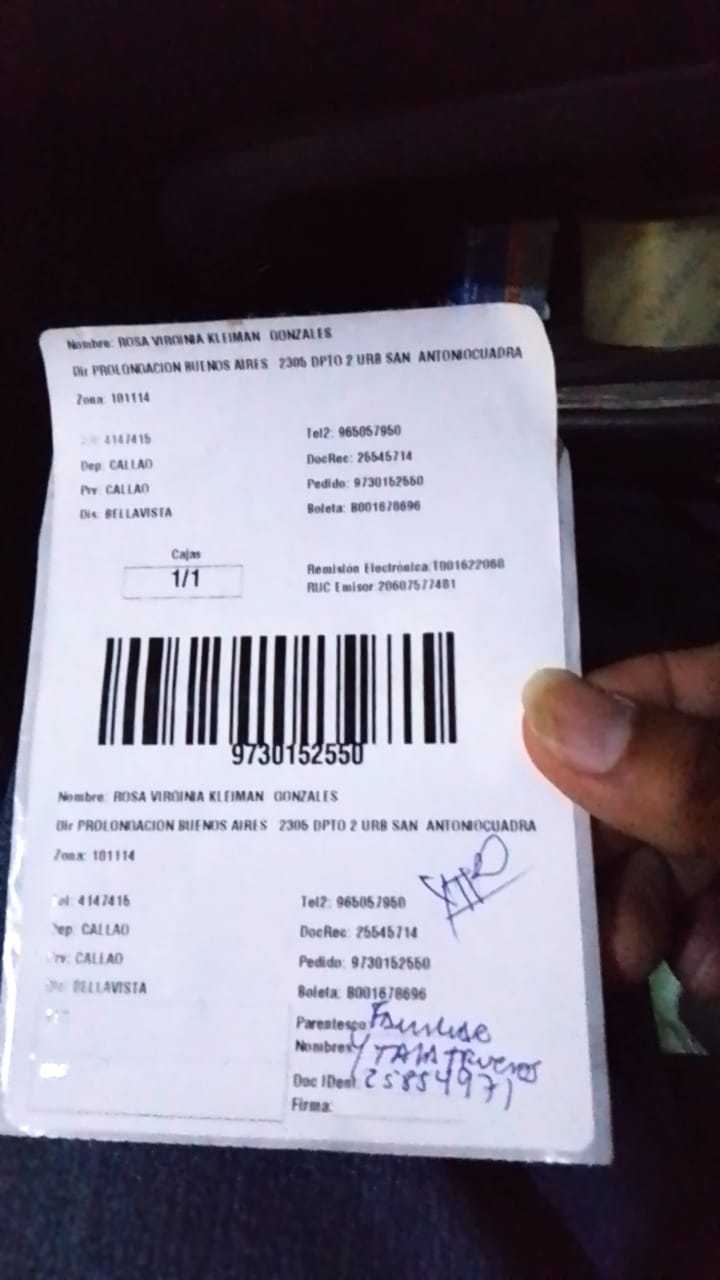 Nombre: ROSA VIRGINIA KLEIMAN GONZALES
Dir PROLONGACION BUENOS AIRES 2305 DPTO 2 URB SAN ANTONIOCUADRA
Zona: 101114
4147415 Tel2: 965057950
Dep: CALLAO DocRec: 25545714
Prv: CALLAO Pedido: 9730152550
Dis: BELLAVISTA Boleta: B001678696
Cajas
1/1
Remisión Electrónica: T001622068
RUC Emisor 20607577481
9730152550
Nombre: ROSA VIRGINIA KLEIMAN GONZALES
Dir PROLONGACION BUENOS AIRES 2305 DPTO 2 URB SAN ANTONIOCUADRA
Zona: 101114
Tel: 4147415 Tel2: 965057950
Dep: CALLAO DocRec: 25545714
Prv: CALLAO Pedido: 9730152550
Dis: BELLAVISTA Boleta: B001678696
Parentesco
Nombres
Doc IDent: 25854971
Firma: